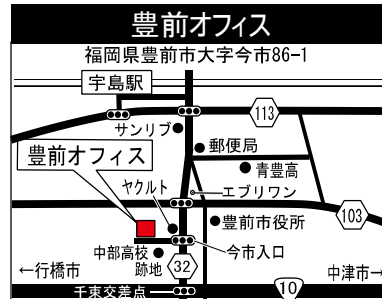 豊前オフィス
福岡県豊前市大字今市86-1
宇島駅
113
サンリブ
郵便局
豊前オフィス
青豊高
ヤクルト
エブリワン
103
豊前市役所
中部高校
跡地
今市入口
32
←行橋市
中津市→
10
千束交差点